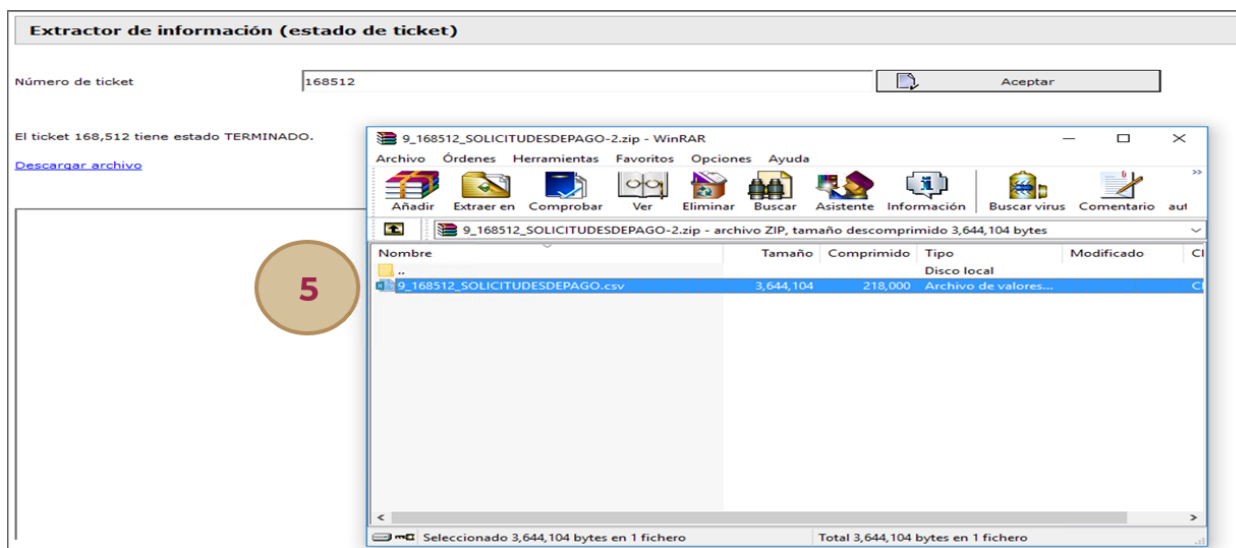 Extractor de información (estado de ticket)
Número de ticket 168512 Aceptar
El ticket 168,512 tiene estado TERMINADO.
Descargar archivo
5
9_168512_SOLICITUDESDEPAGO-2.zip - WinRAR
Archivo Órdenes Herramientas Favoritos Opciones Ayuda
Añadir Extraer en Comprobar Ver Eliminar Buscar Asistente Información Buscar virus Comentario aut
9_168512_SOLICITUDESDEPAGO-2.zip - archivo ZIP, tamaño descomprimido 3,644,104 bytes
Nombre Tamaño Comprimido Tipo Modificado Cl
.. Disco local
9_168512_SOLICITUDESDEPAGO.csv 3,644,104 218,000 Archivo de valores... Cl
Seleccionado 3,644,104 bytes en 1 fichero Total 3,644,104 bytes en 1 fichero